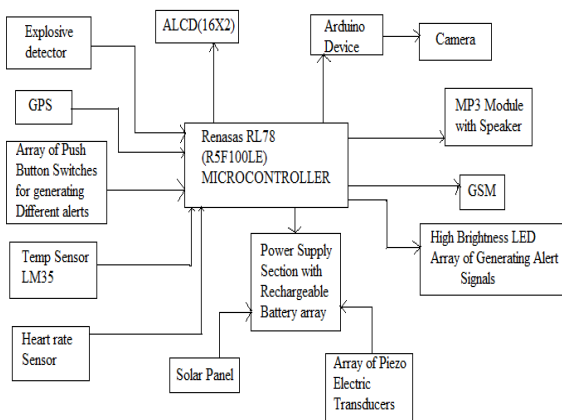 Explosive
detector
ALCD(16X2)
Arduino
Device
Camera
GPS
MP3 Module
with Speaker
Renasas RL78
(R5F100LE)
MICROCONTROLLER
Array of Push
Button Switches
for generating
Different alerts
GSM
Temp Sensor
LM35
Power Supply
Section with
Rechargeable
Battery array
High Brightness LED
Array of Generating Alert
Signals
Heart rate
Sensor
Solar Panel
Array of Piezo
Electric
Transducers